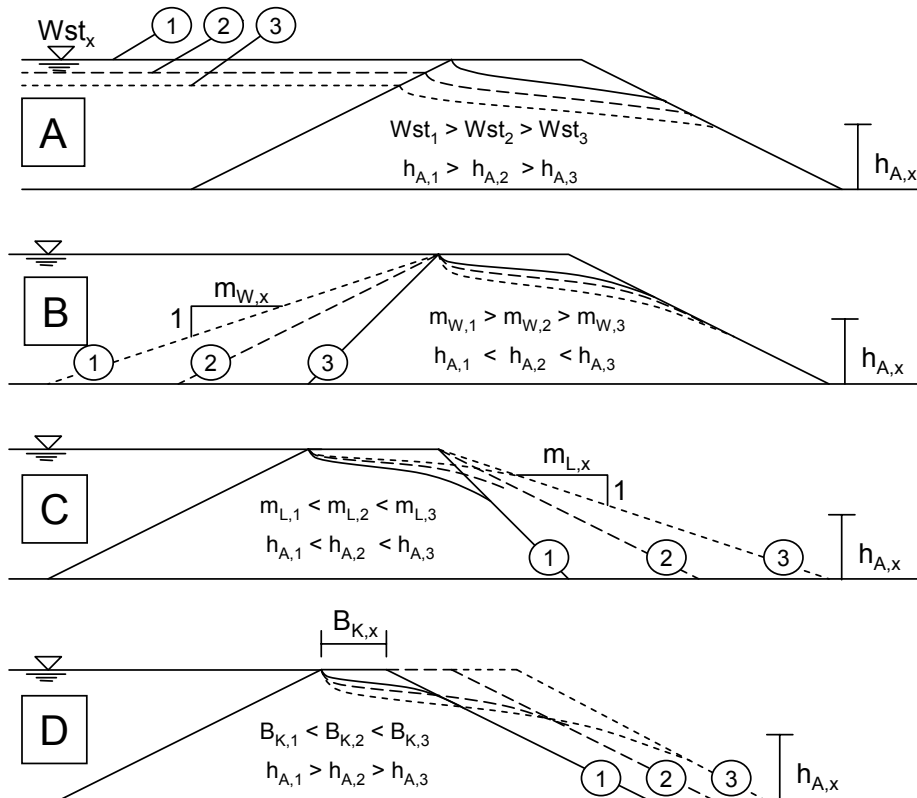 Wst_x 1 2 3
A
Wst_1 > Wst_2 > Wst_3
h_A,1 > h_A,2 > h_A,3
h_A,x
B
m_W,x
1
m_W,1 > m_W,2 > m_W,3
h_A,1 < h_A,2 < h_A,3
1 2 3
h_A,x
C
m_L,x
1
m_L,1 < m_L,2 < m_L,3
h_A,1 < h_A,2 < h_A,3
1 2 3
h_A,x
B_K,x
D
B_K,1 < B_K,2 < B_K,3
h_A,1 > h_A,2 > h_A,3
1 2 3
h_A,x